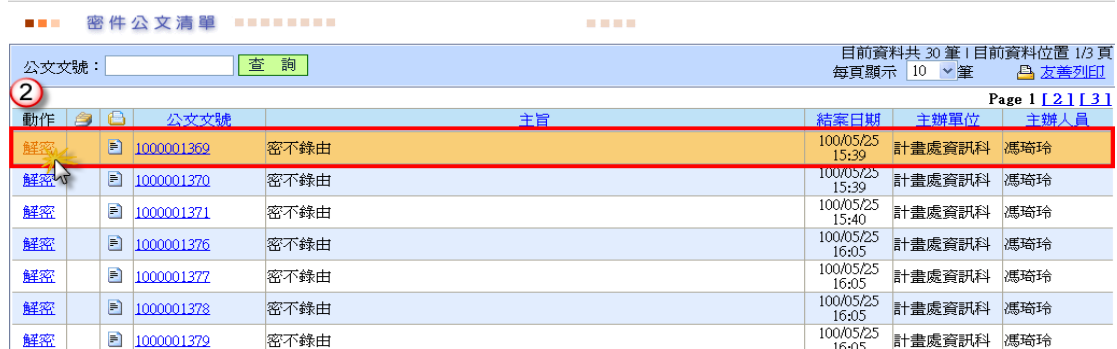 密件公文清單
目前資料共 30 筆 | 目前資料位置 1/3 頁
公文文號： 查 詢 每頁顯示 10 筆 友善列印
2
Page 1 [ 2 ] [ 3 ]
動作 公文文號 主旨 結案日期 主辦單位 主辦人員
解密 1000001369 密不錄由 100/05/25 15:39 計畫處資訊科 馮琦玲
解密 1000001370 密不錄由 100/05/25 15:39 計畫處資訊科 馮琦玲
解密 1000001371 密不錄由 100/05/25 15:40 計畫處資訊科 馮琦玲
解密 1000001376 密不錄由 100/05/25 16:05 計畫處資訊科 馮琦玲
解密 1000001377 密不錄由 100/05/25 16:05 計畫處資訊科 馮琦玲
解密 1000001378 密不錄由 100/05/25 16:05 計畫處資訊科 馮琦玲
解密 1000001379 密不錄由 100/05/25 16:05 計畫處資訊科 馮琦玲